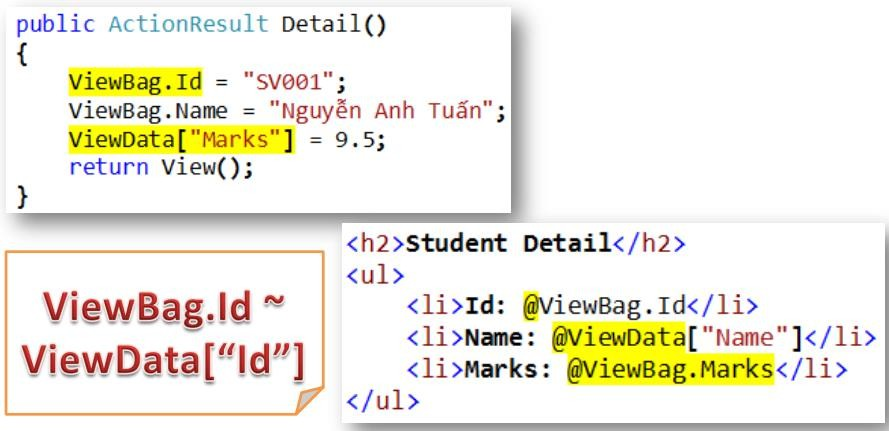 public ActionResult Detail()
{
    ViewBag.Id = "SV001";
    ViewBag.Name = "Nguyễn Anh Tuấn";
    ViewData["Marks"] = 9.5;
    return View();
}
ViewBag.Id ~
ViewData[“Id”]
<h2>Student Detail</h2>
<ul>
    <li>Id: @ViewBag.Id</li>
    <li>Name: @ViewData["Name"]</li>
    <li>Marks: @ViewBag.Marks</li>
</ul>